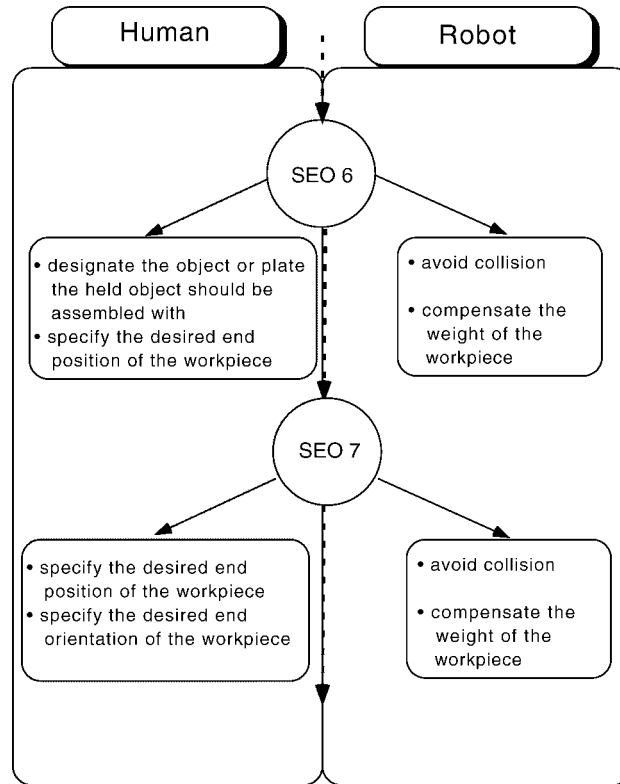 Human
Robot
SEO 6
• designate the object or plate
the held object should be
assembled with
• specify the desired end
position of the workpiece
• avoid collision
• compensate the
weight of the
workpiece
SEO 7
• specify the desired end
position of the workpiece
• specify the desired end
orientation of the workpiece
• avoid collision
• compensate the
weight of the
workpiece